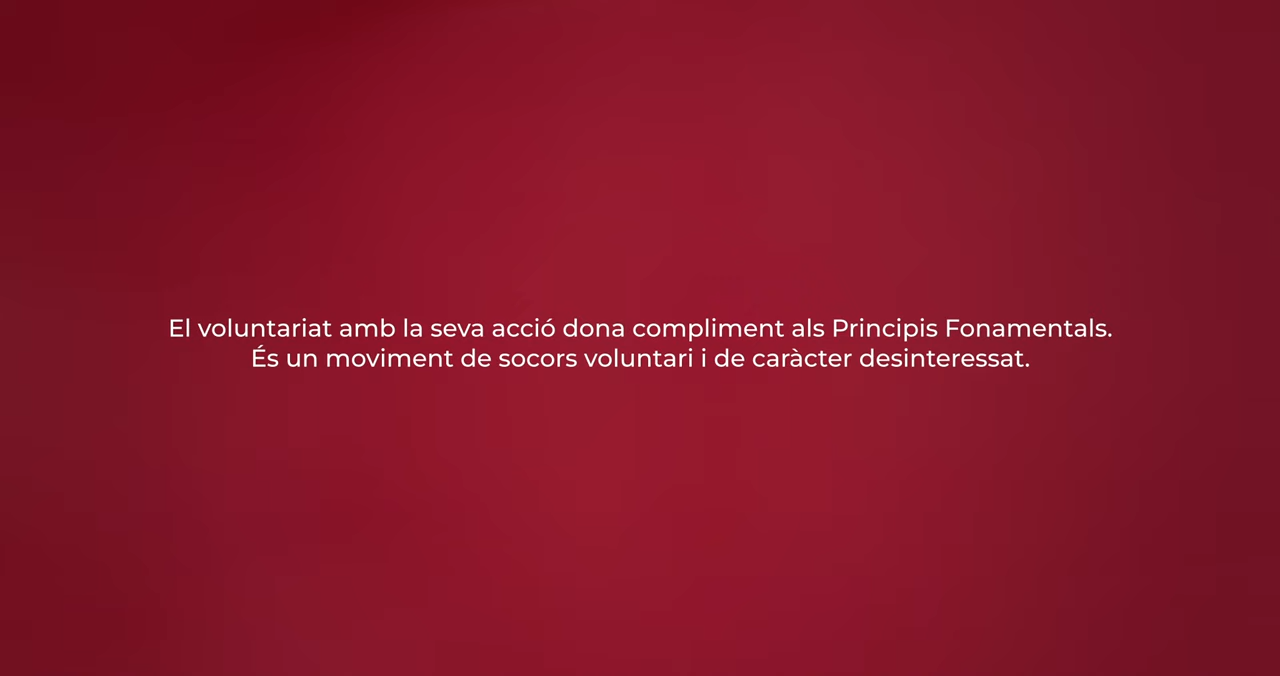 El voluntariat amb la seva acció dona compliment als Principis Fonamentals.
És un moviment de socors voluntari i de caràcter desinteressat.